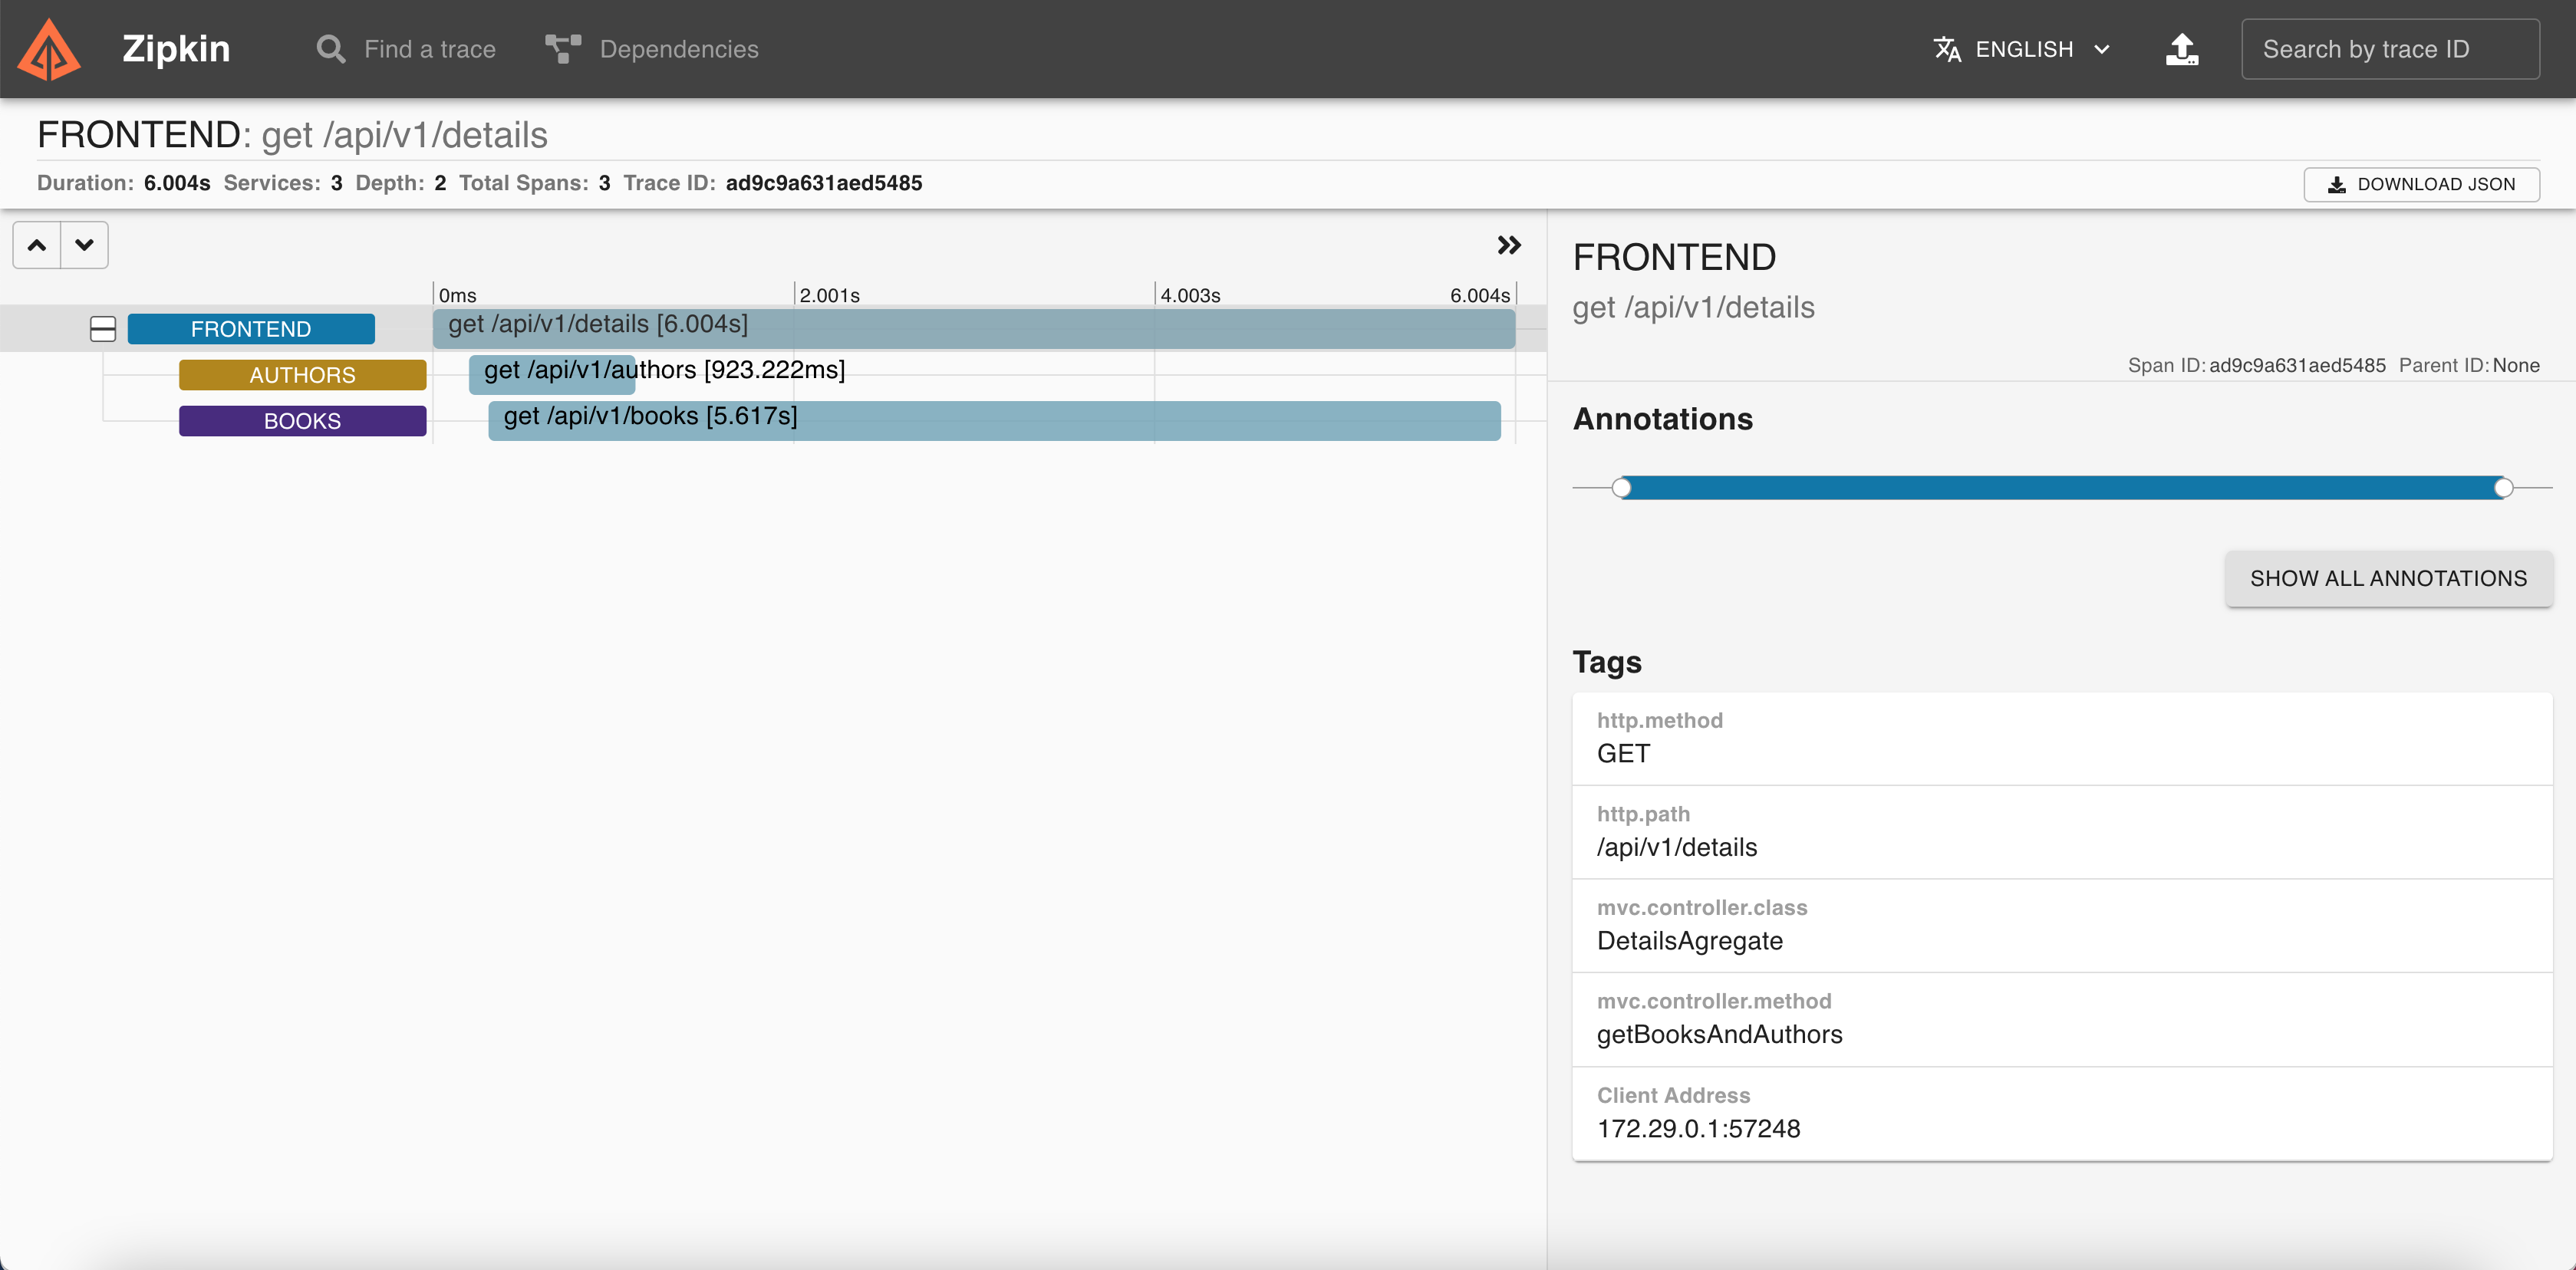 Zipkin
Find a trace
Dependencies
ENGLISH
Search by trace ID
FRONTEND: get /api/v1/details
Duration: 6.004s Services: 3 Depth: 2 Total Spans: 3 Trace ID: ad9c9a631aed5485
DOWNLOAD JSON
0ms
2.001s
4.003s
6.004s
FRONTEND
get /api/v1/details [6.004s]
AUTHORS
get /api/v1/authors [923.222ms]
BOOKS
get /api/v1/books [5.617s]
FRONTEND
get /api/v1/details
Span ID: ad9c9a631aed5485 Parent ID: None
Annotations
SHOW ALL ANNOTATIONS
Tags
http.method
GET
http.path
/api/v1/details
mvc.controller.class
DetailsAgregate
mvc.controller.method
getBooksAndAuthors
Client Address
172.29.0.1:57248